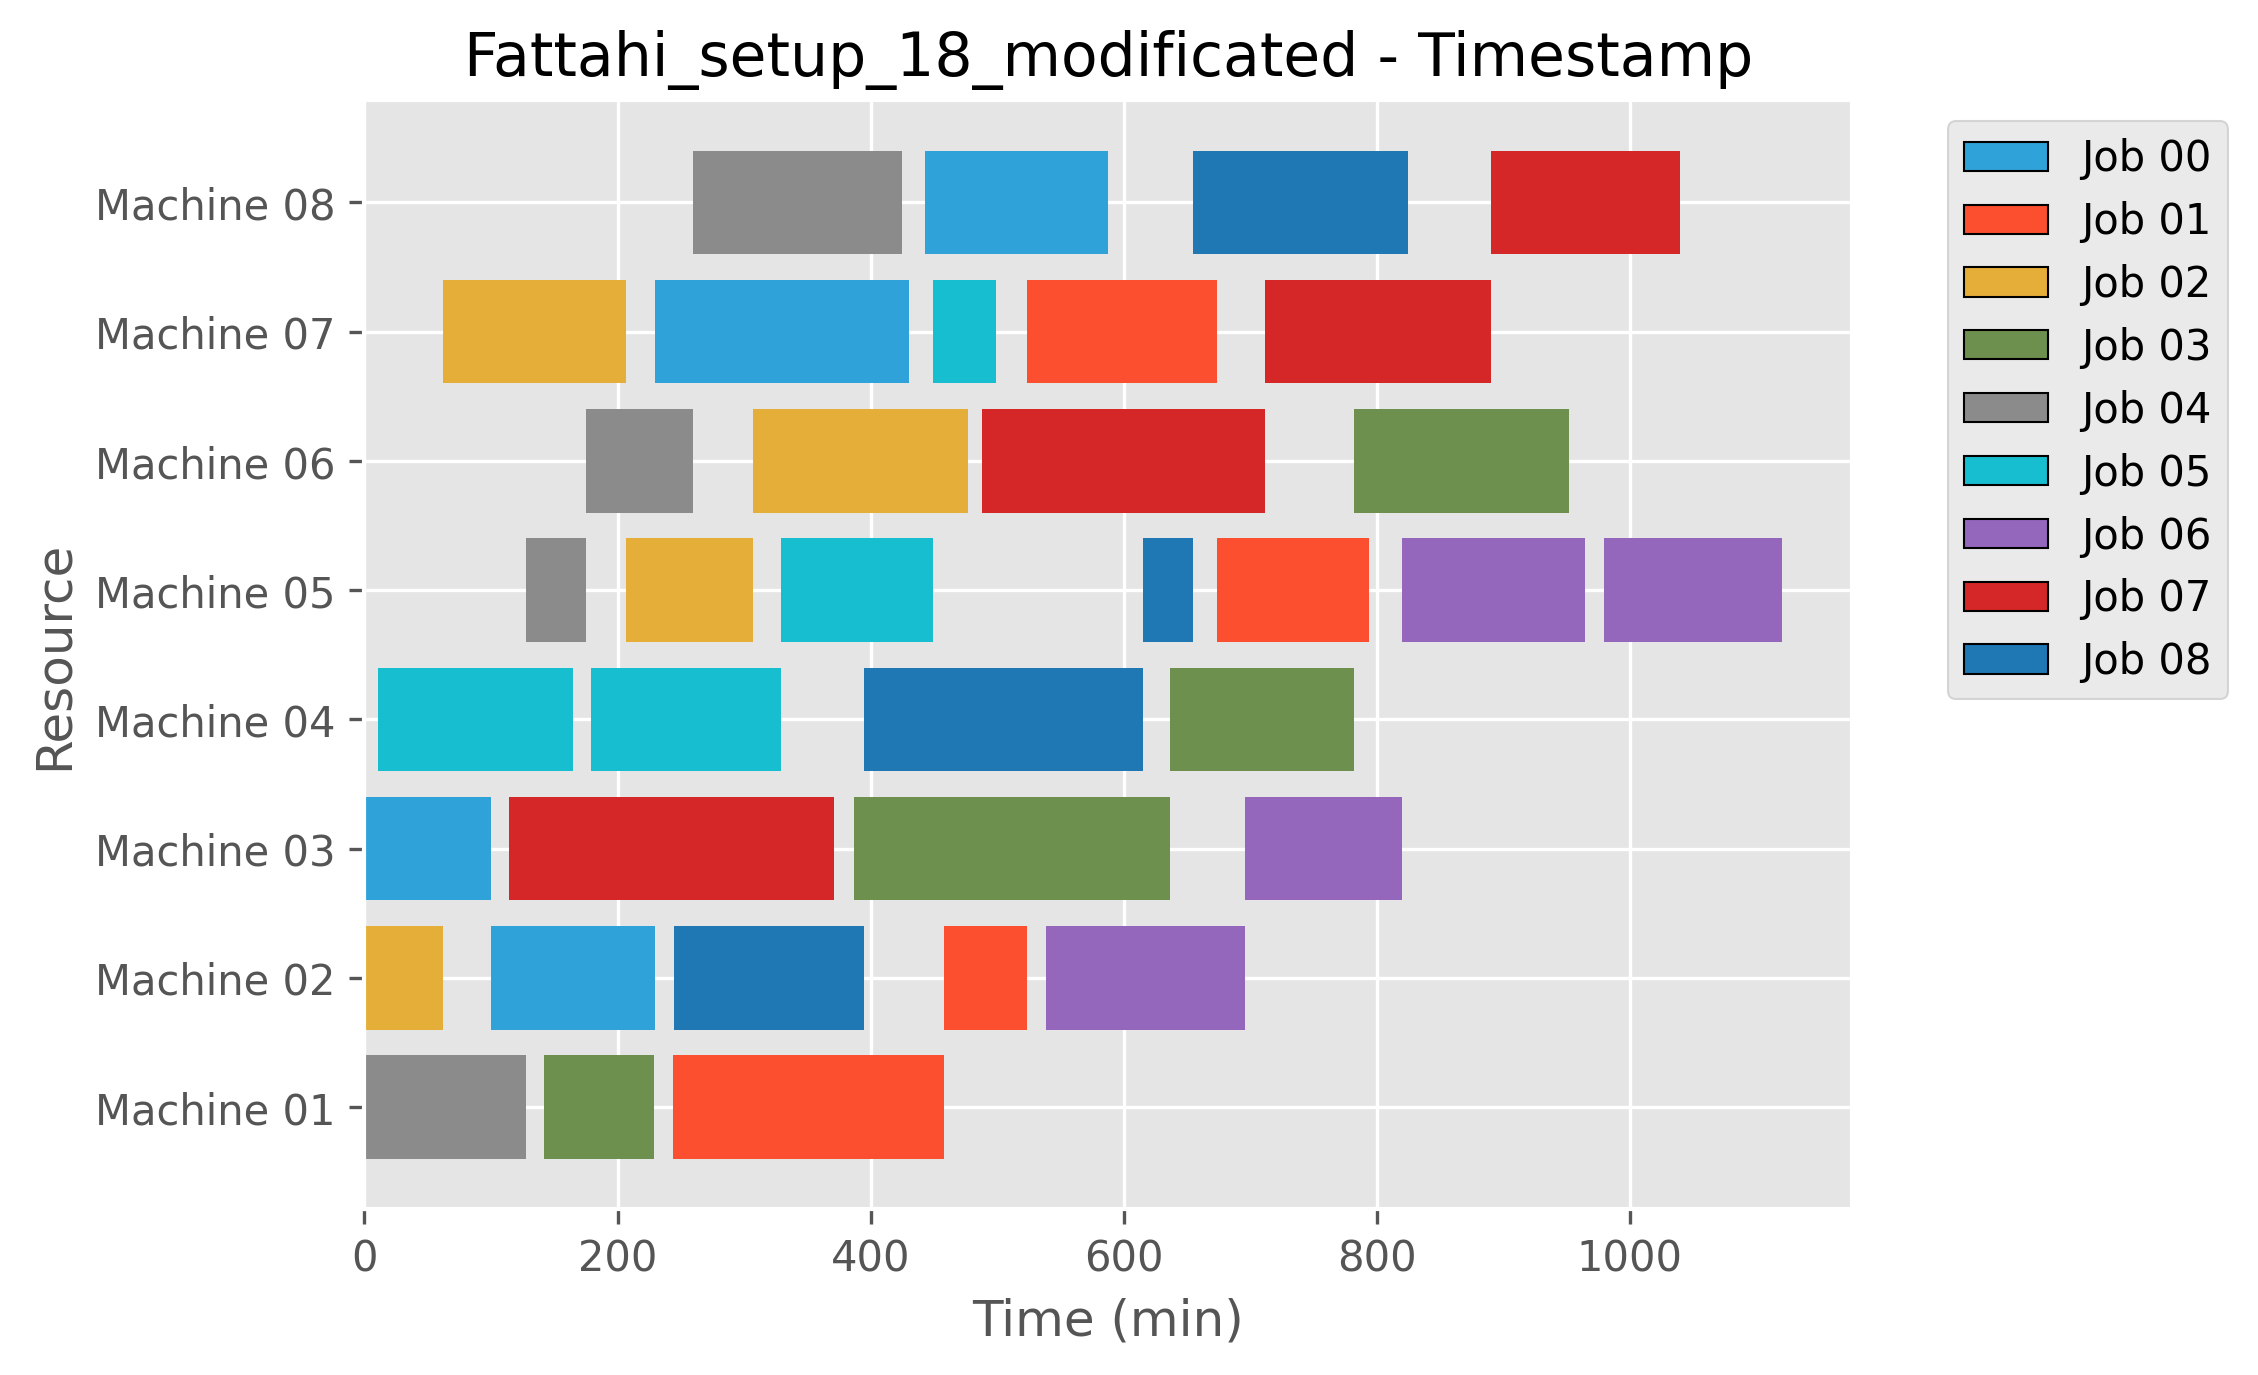 Fattahi_setup_18_modificated - Timestamp
Machine 08
Machine 07
Machine 06
Machine 05
Machine 04
Machine 03
Machine 02
Machine 01
Resource
0 200 400 600 800 1000
Time (min)
Job 00
Job 01
Job 02
Job 03
Job 04
Job 05
Job 06
Job 07
Job 08